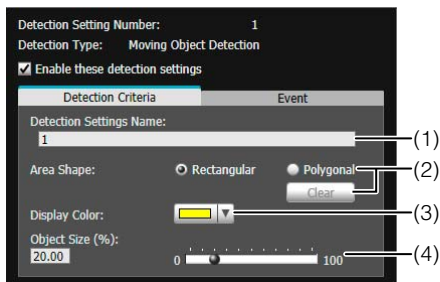 Detection Setting Number: 1
Detection Type: Moving Object Detection
Enable these detection settings
Detection Criteria Event
Detection Settings Name:
1 (1)
Area Shape: Rectangular Polygonal (2)
Clear
Display Color: (3)
Object Size (%):
20.00 0 100 (4)